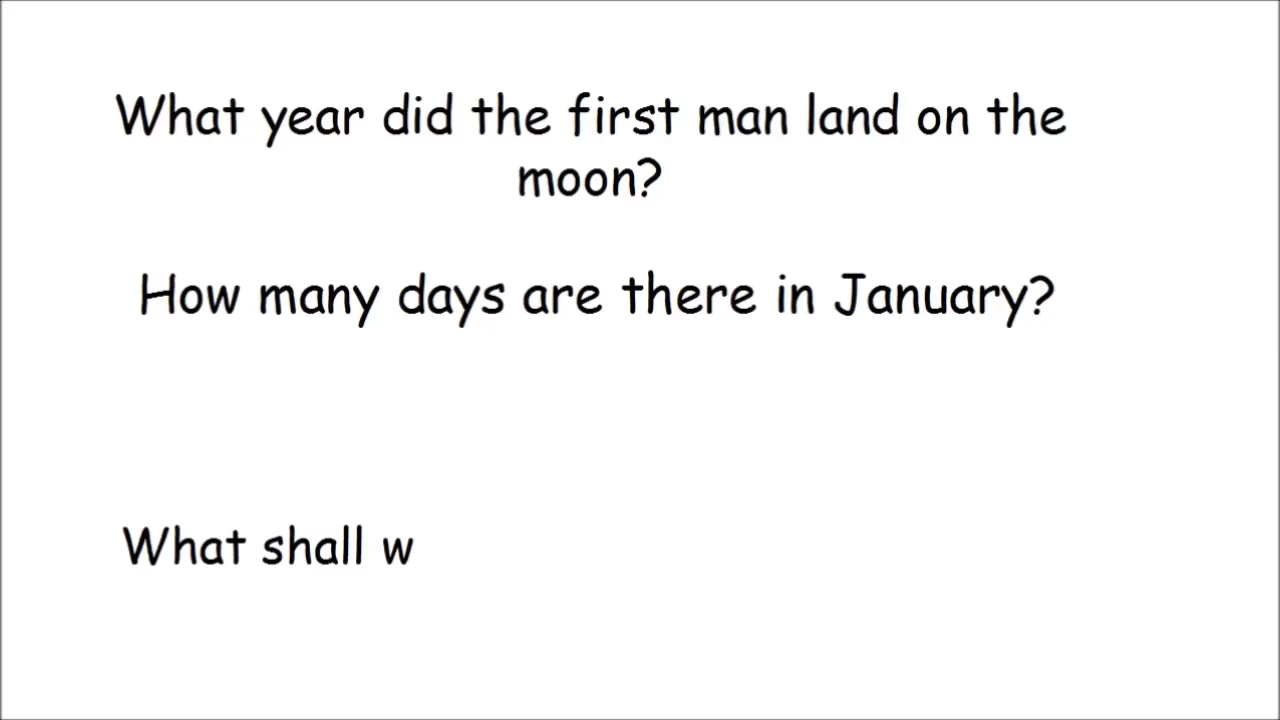 What year did the first man land on the
moon?
How many days are there in January?
What shall w